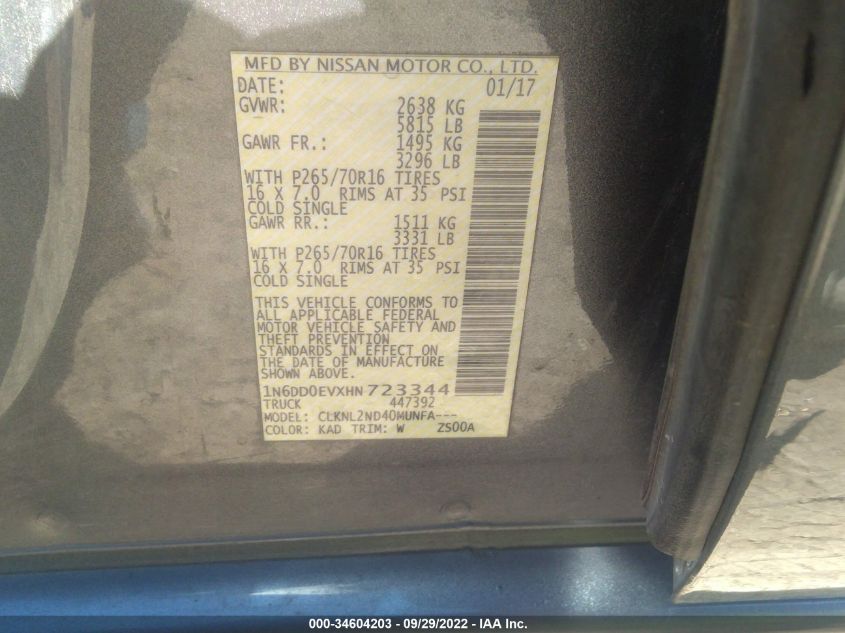 MFD BY NISSAN MOTOR CO., LTD.
DATE: 01/17
GVWR: 2638 KG
5815 LB
GAWR FR.: 1495 KG
3296 LB
WITH P265/70R16 TIRES
16 X 7.0 RIMS AT 35 PSI
COLD SINGLE
GAWR RR.: 1511 KG
3331 LB
WITH P265/70R16 TIRES
16 X 7.0 RIMS AT 35 PSI
COLD SINGLE
THIS VEHICLE CONFORMS TO
ALL APPLICABLE FEDERAL
MOTOR VEHICLE SAFETY AND
THEFT PREVENTION
STANDARDS IN EFFECT ON
THE DATE OF MANUFACTURE
SHOWN ABOVE.
1N6DD0EVXHN723344
TRUCK 447392
MODEL: CLKNL2ND40MUNFA---
COLOR: KAD TRIM: W ZS00A
000-34604203 - 09/29/2022 - IAA Inc.